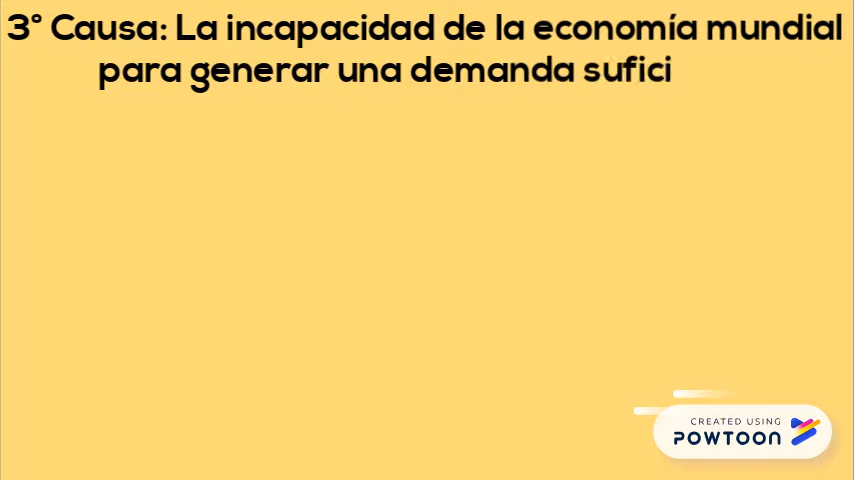 3° Causa: La incapacidad de la economía mundial
para generar una demanda sufici
CREATED USING
POWTOON